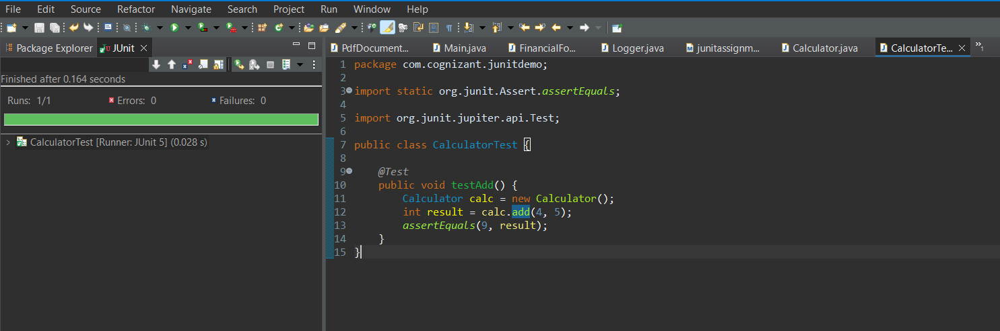 File Edit Source Refactor Navigate Search Project Run Window Help
Package Explorer JUnit
Finished after 0.164 seconds
Runs: 1/1 Errors: 0 Failures: 0
CalculatorTest [Runner: JUnit 5] (0.028 s)
PdfDocument... Main.java FinancialFo... Logger.java junitassignm... Calculator.java CalculatorTe... 1
1 package com.cognizant.junitdemo;
2
3 import static org.junit.Assert.assertEquals;
4
5 import org.junit.jupiter.api.Test;
6
7 public class CalculatorTest {
8
9 @Test
10 public void testAdd() {
11 Calculator calc = new Calculator();
12 int result = calc.add(4, 5);
13 assertEquals(9, result);
14 }
15 }